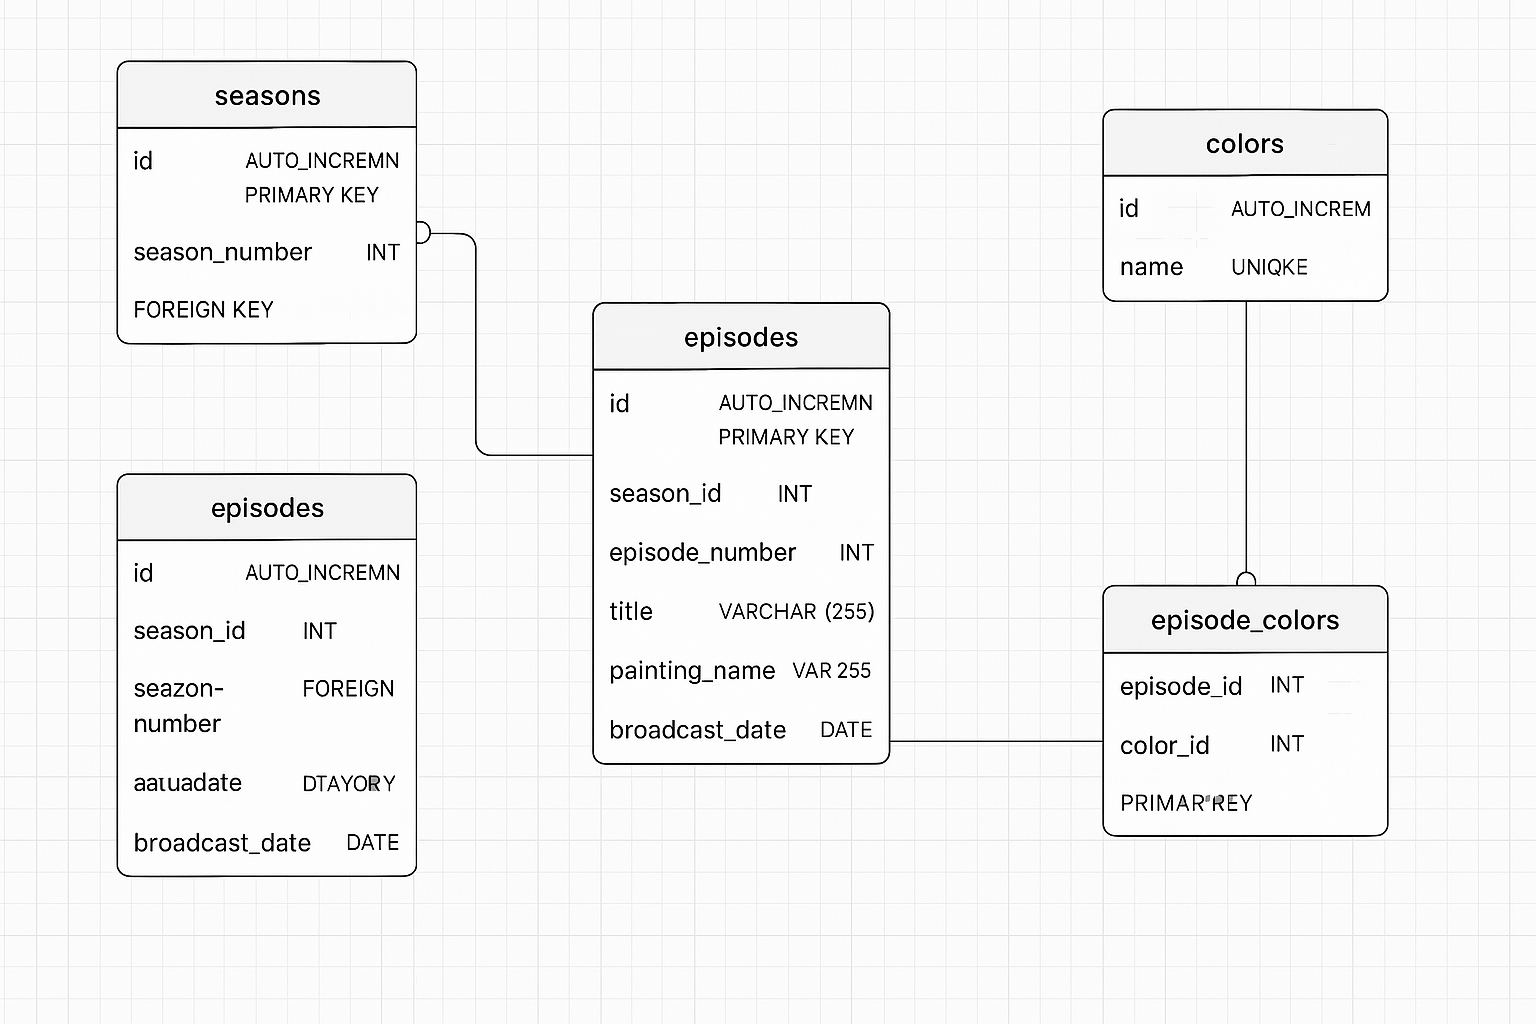 seasons
id AUTO_INCREMN
PRIMARY KEY
season_number INT
FOREIGN KEY
episodes
id AUTO_INCREMN
season_id INT
seazon- FOREIGN
number
aatuadate DTAYORY
broadcast_date DATE
episodes
id AUTO_INCREMN
PRIMARY KEY
season_id INT
episode_number INT
title VARCHAR (255)
painting_name VAR 255
broadcast_date DATE
colors
id AUTO_INCREM
name UNIQKE
episode_colors
episode_id INT
color_id INT
PRIMAR REY